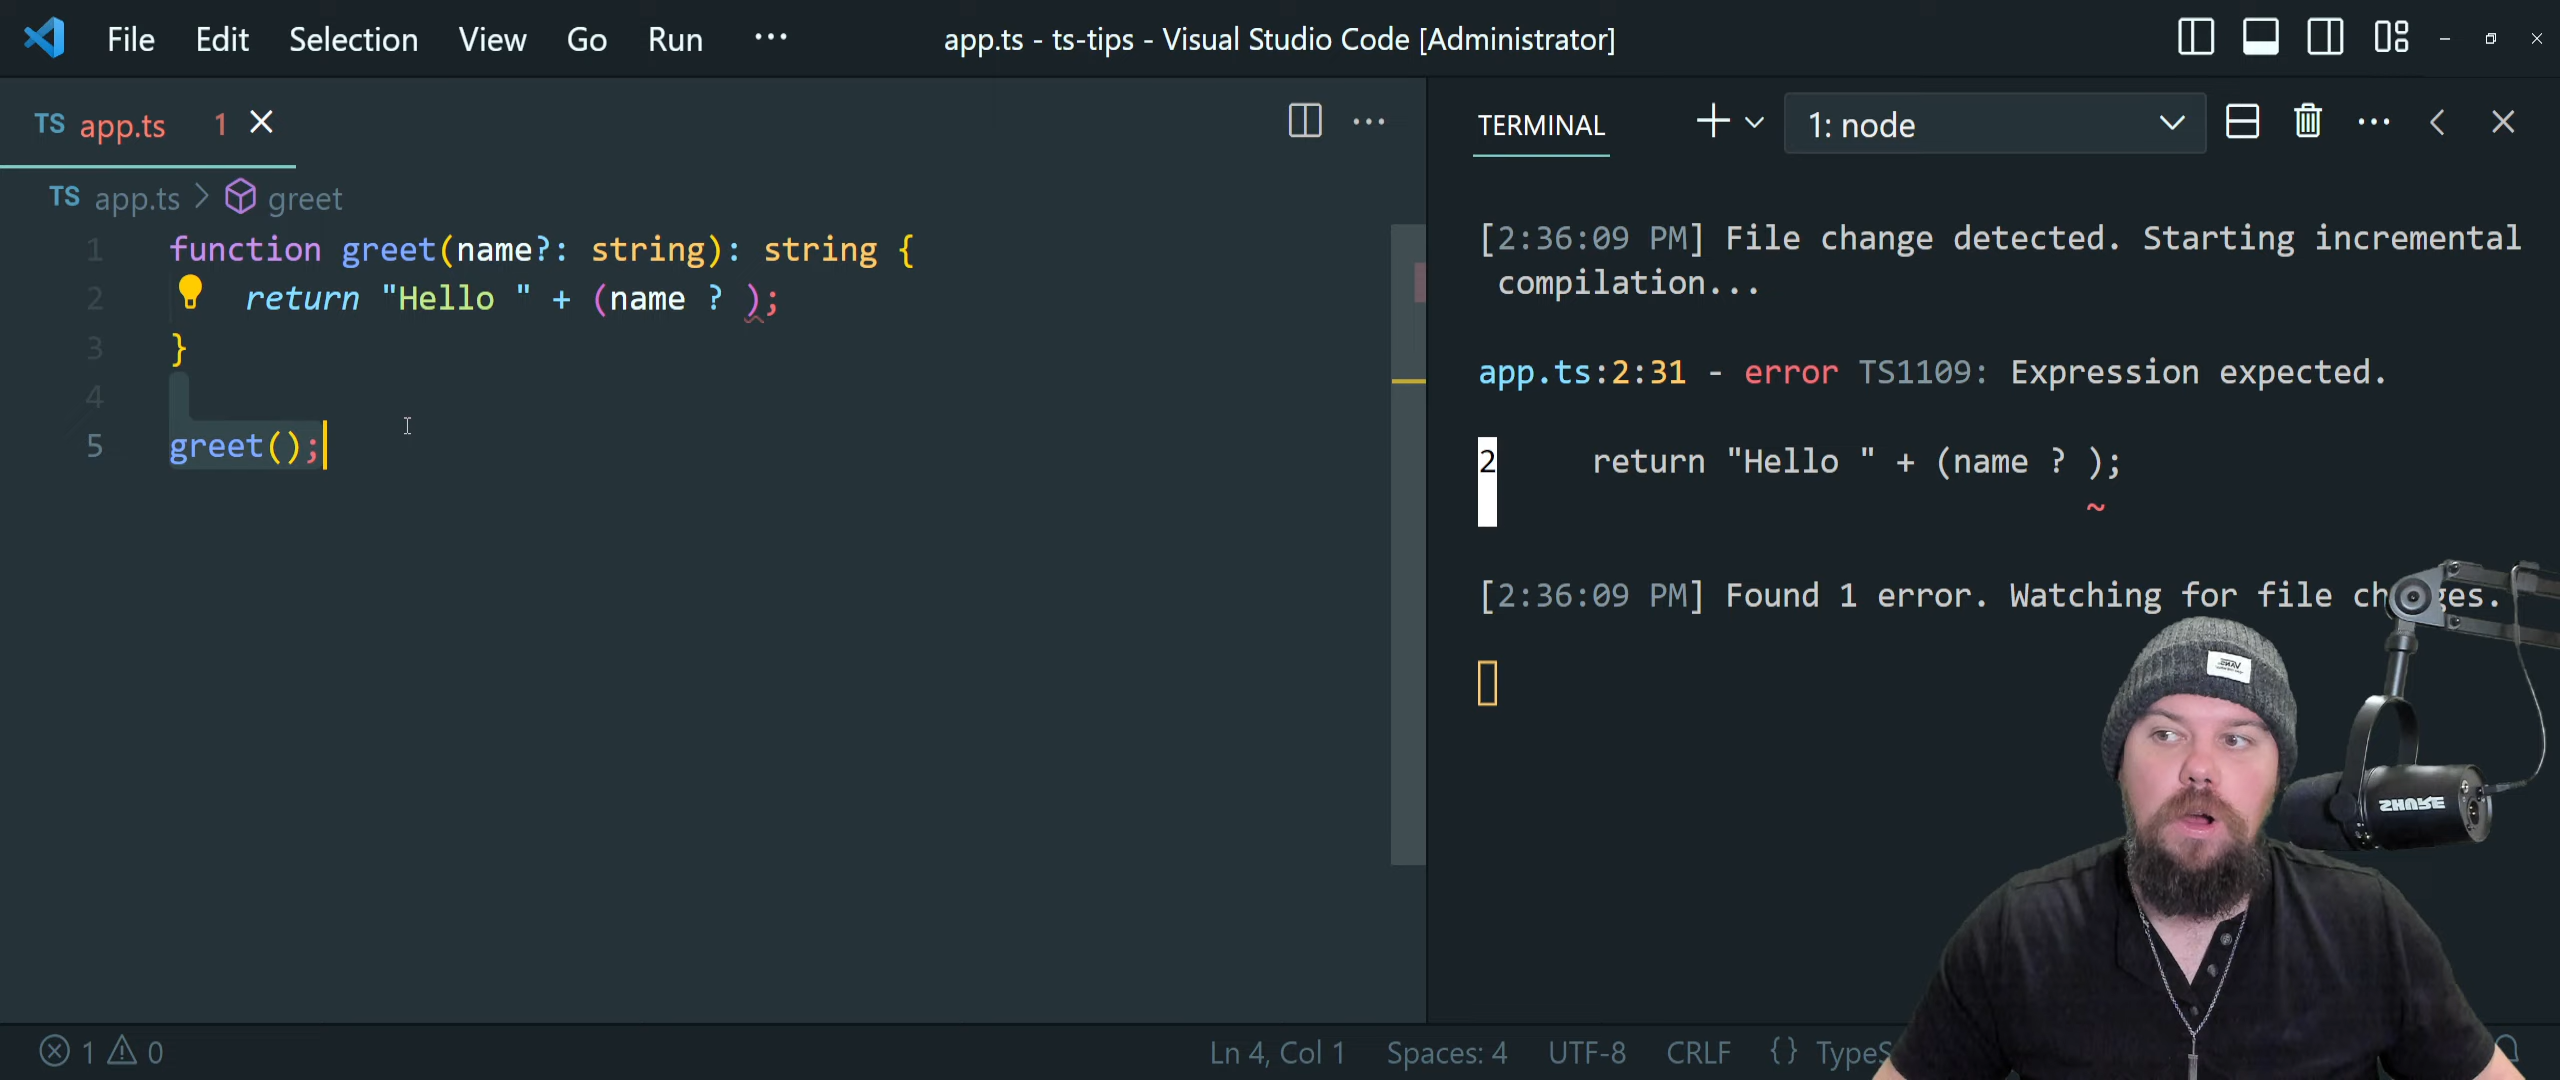 File Edit Selection View Go Run ··· app.ts - ts-tips - Visual Studio Code [Administrator]
TS app.ts 1
TS app.ts > greet
1 function greet(name?: string): string {
2 return "Hello " + (name ? );
3 }
4
5 greet();
TERMINAL 1: node
[2:36:09 PM] File change detected. Starting incremental
compilation...
app.ts:2:31 - error TS1109: Expression expected.
2 return "Hello " + (name ? );
~
[2:36:09 PM] Found 1 error. Watching for file ch ges.
SHURE
1 0 Ln 4, Col 1 Spaces: 4 UTF-8 CRLF {} TypeS